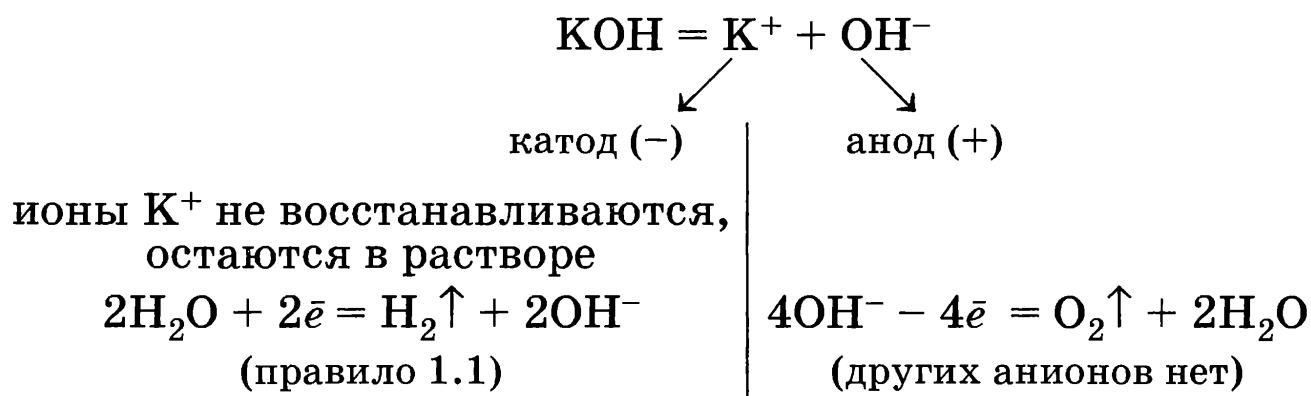 KOH = K⁺ + OH⁻
катод (−)
анод (+)
ионы K⁺ не восстанавливаются,
остаются в растворе
2H₂O + 2ē = H₂↑ + 2OH⁻
(правило 1.1)
4OH⁻ − 4ē = O₂↑ + 2H₂O
(других анионов нет)